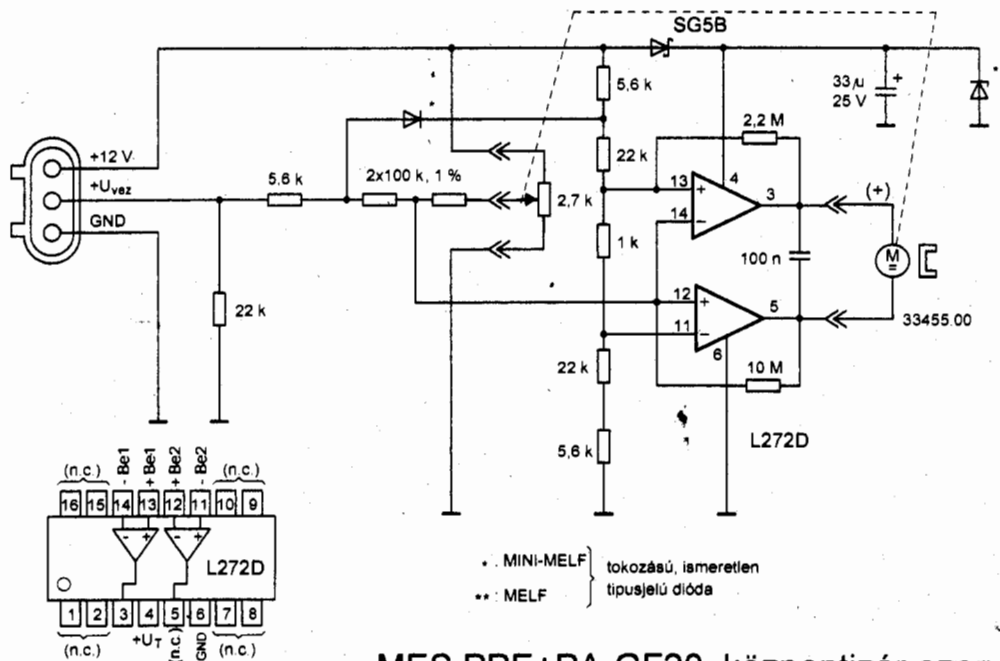 SG5B
5,6 k
33µ
25 V
+
*
*
2,2 M
+12 V
22 k
+U_vez
5,6 k
2x100 k, 1 %
2,7 k
13 + 4 3
14 −
(+)
GND
1 k
100 n
M
=
22 k
12 + 5
11 −
6
33455.00
22 k
10 M
5,6 k
L272D
(n.c.) - Be1 + Be1 + Be2 - Be2 (n.c.)
16 15 14 13 12 11 10 9
- + - +
L272D
1 2 3 4 5 6 7 8
(n.c.) +U_T (n.c.) GND (n.c.)
* : MINI-MELF
** : MELF
tokozású, ismeretlen
tipusjelű dióda